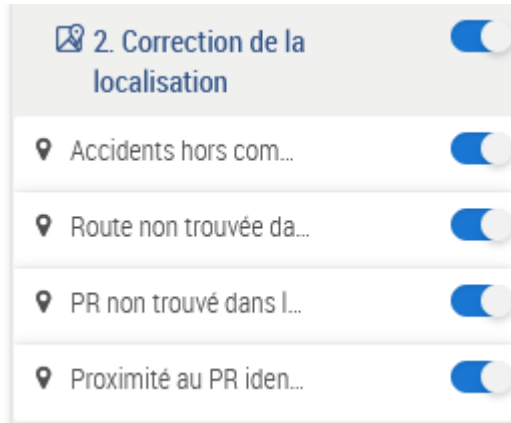 2. Correction de la
localisation
Accidents hors com...
Route non trouvée da...
PR non trouvé dans l...
Proximité au PR iden...